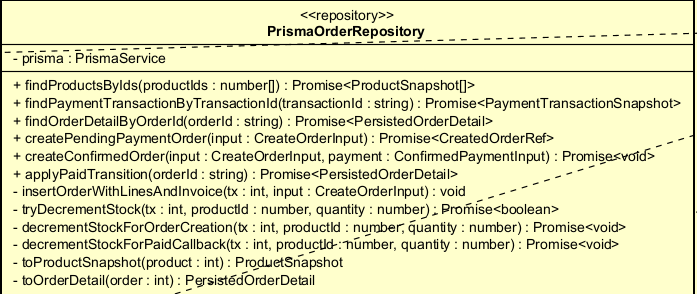 <<repository>>
PrismaOrderRepository
- prisma : PrismaService
+ findProductsByIds(productIds : number[]) : Promise<ProductSnapshot[]>
+ findPaymentTransactionByTransactionId(transactionId : string) : Promise<PaymentTransactionSnapshot>
+ findOrderDetailByOrderId(orderId : string) : Promise<PersistedOrderDetail>
+ createPendingPaymentOrder(input : CreateOrderInput) : Promise<CreatedOrderRef>
+ createConfirmedOrder(input : CreateOrderInput, payment : ConfirmedPaymentInput) : Promise<void>
+ applyPaidTransition(orderId : string) : Promise<PersistedOrderDetail>
- insertOrderWithLinesAndInvoice(tx : int, input : CreateOrderInput) : void
- tryDecrementStock(tx : int, productId : number, quantity : number) : Promise<boolean>
- decrementStockForOrderCreation(tx : int, productId : number, quantity : number) : Promise<void>
- decrementStockForPaidCallback(tx : int, productId : number, quantity : number) : Promise<void>
- toProductSnapshot(product : int) : ProductSnapshot
- toOrderDetail(order : int) : PersistedOrderDetail